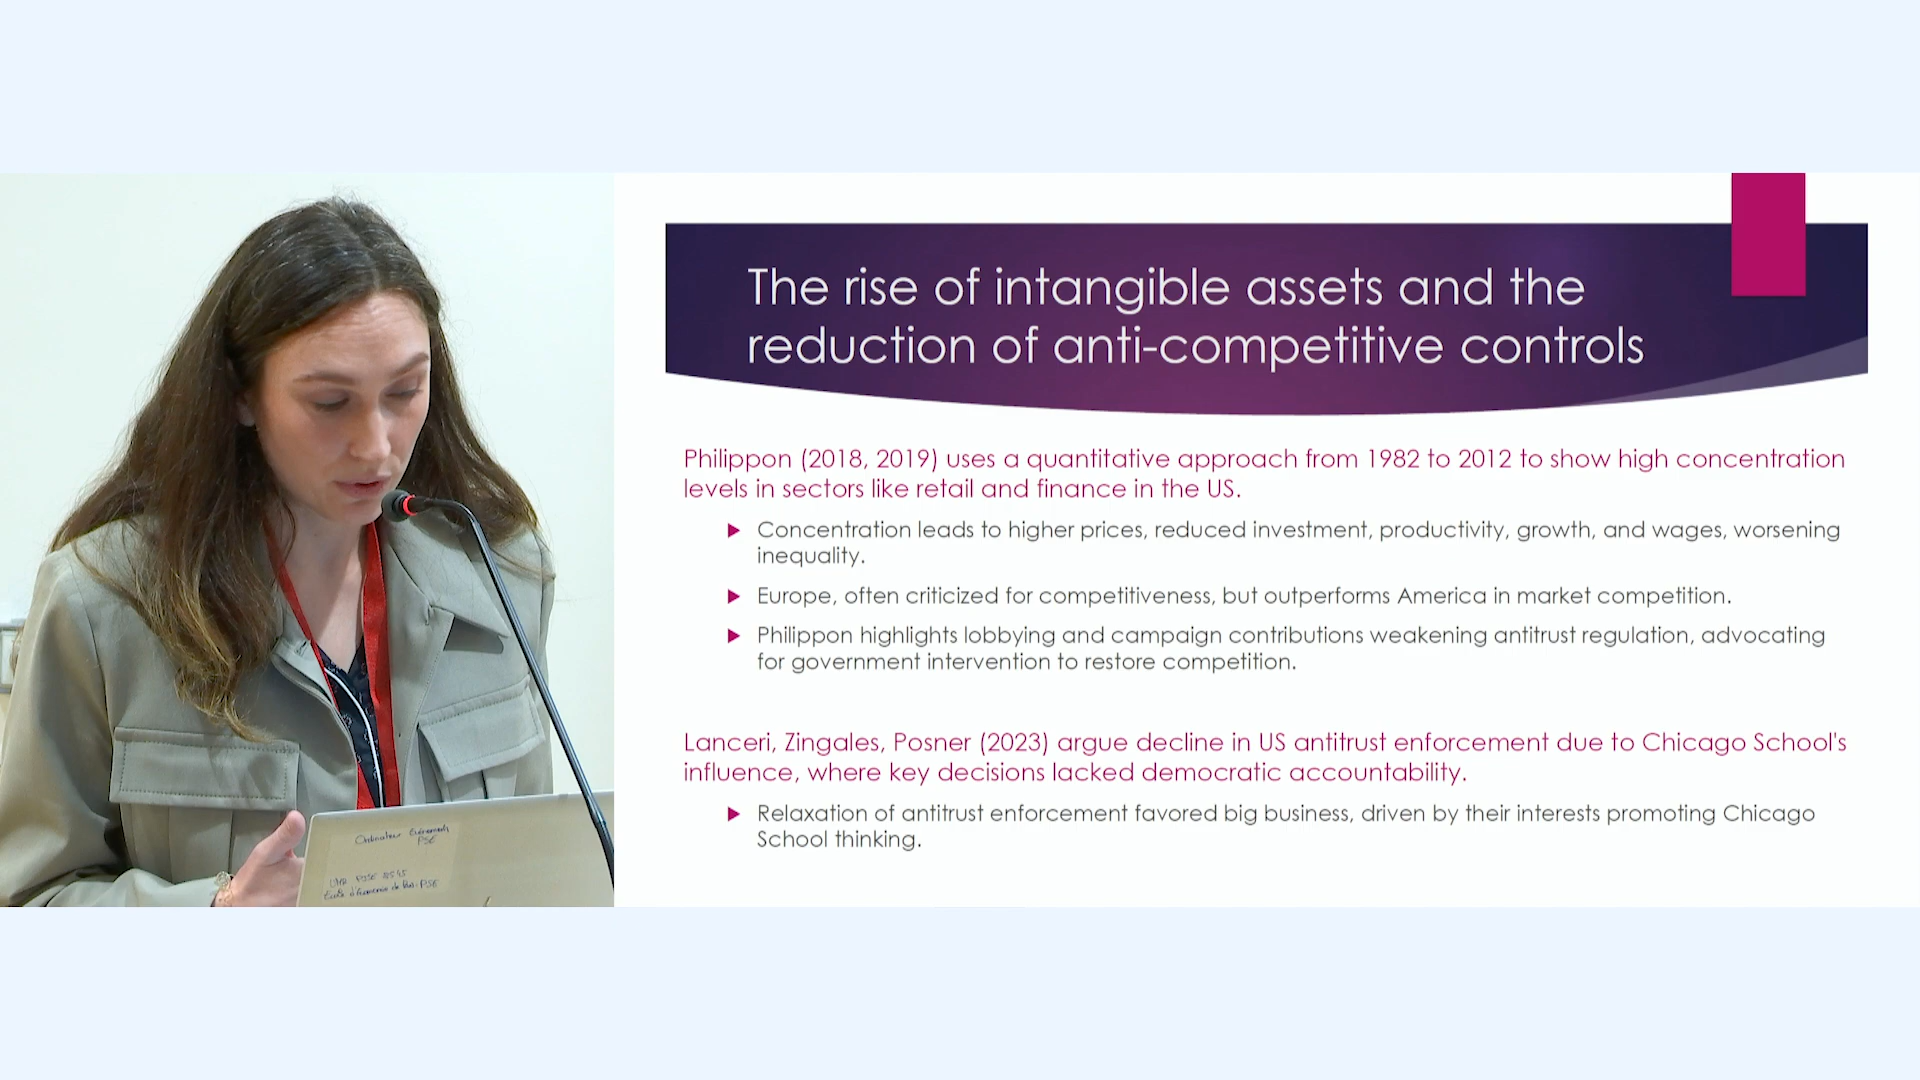 The rise of intangible assets and the
reduction of anti-competitive controls
Philippon (2018, 2019) uses a quantitative approach from 1982 to 2012 to show high concentration
levels in sectors like retail and finance in the US.
Concentration leads to higher prices, reduced investment, productivity, growth, and wages, worsening
inequality.
Europe, often criticized for competitiveness, but outperforms America in market competition.
Philippon highlights lobbying and campaign contributions weakening antitrust regulation, advocating
for government intervention to restore competition.
Lanceri, Zingales, Posner (2023) argue decline in US antitrust enforcement due to Chicago School's
influence, where key decisions lacked democratic accountability.
Relaxation of antitrust enforcement favored big business, driven by their interests promoting Chicago
School thinking.
PSE